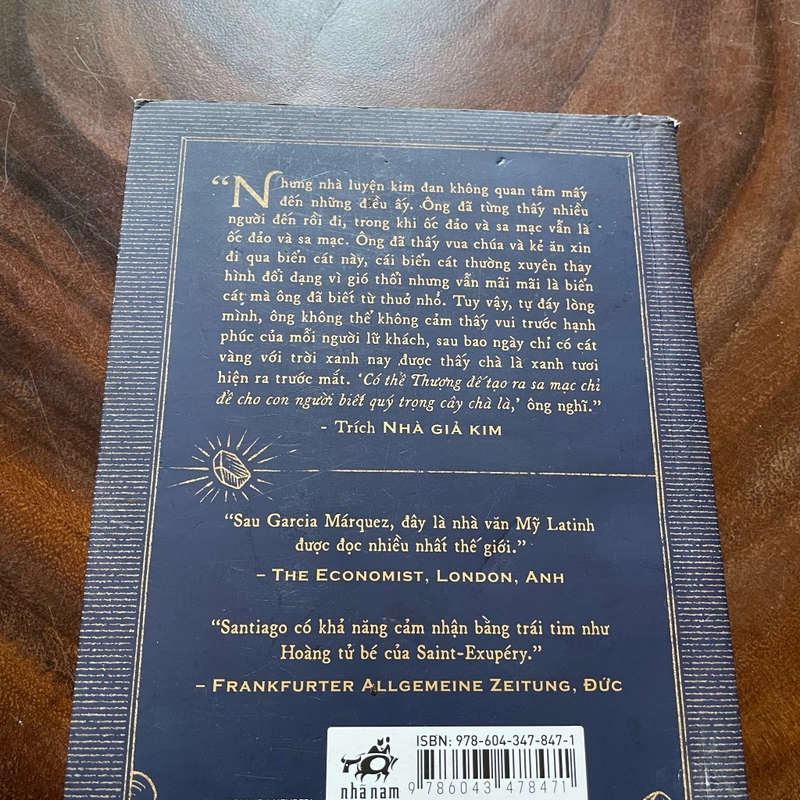 “Nhưng nhà luyện kim đan không quan tâm mấy
đến những điều ấy. Ông đã từng thấy nhiều
người đến rồi đi, trong khi ốc đảo và sa mạc vẫn là
ốc đảo và sa mạc. Ông đã thấy vua chúa và kẻ ăn xin
đi qua biển cát này, cái biển cát thường xuyên thay
hình đổi dạng vì gió thổi nhưng vẫn mãi mãi là biển
cát mà ông đã biết từ thuở nhỏ. Tuy vậy, tự đáy lòng
mình, ông không thể không cảm thấy vui trước hạnh
phúc của mỗi người lữ khách, sau bao ngày chỉ có cát
vàng với trời xanh nay được thấy chà là xanh tươi
hiện ra trước mắt. ‘Có thể Thượng đế tạo ra sa mạc chỉ
để cho con người biết quý trọng cây chà là,’ ông nghĩ.”
- Trích NHÀ GIẢ KIM
“Sau Garcia Márquez, đây là nhà văn Mỹ Latinh
được đọc nhiều nhất thế giới.”
– THE ECONOMIST, LONDON, ANH
“Santiago có khả năng cảm nhận bằng trái tim như
Hoàng tử bé của Saint-Exupéry.”
– FRANKFURTER ALLGEMEINE ZEITUNG, ĐỨC
ISBN: 978-604-347-847-1
nhã nam
9 786043 478471